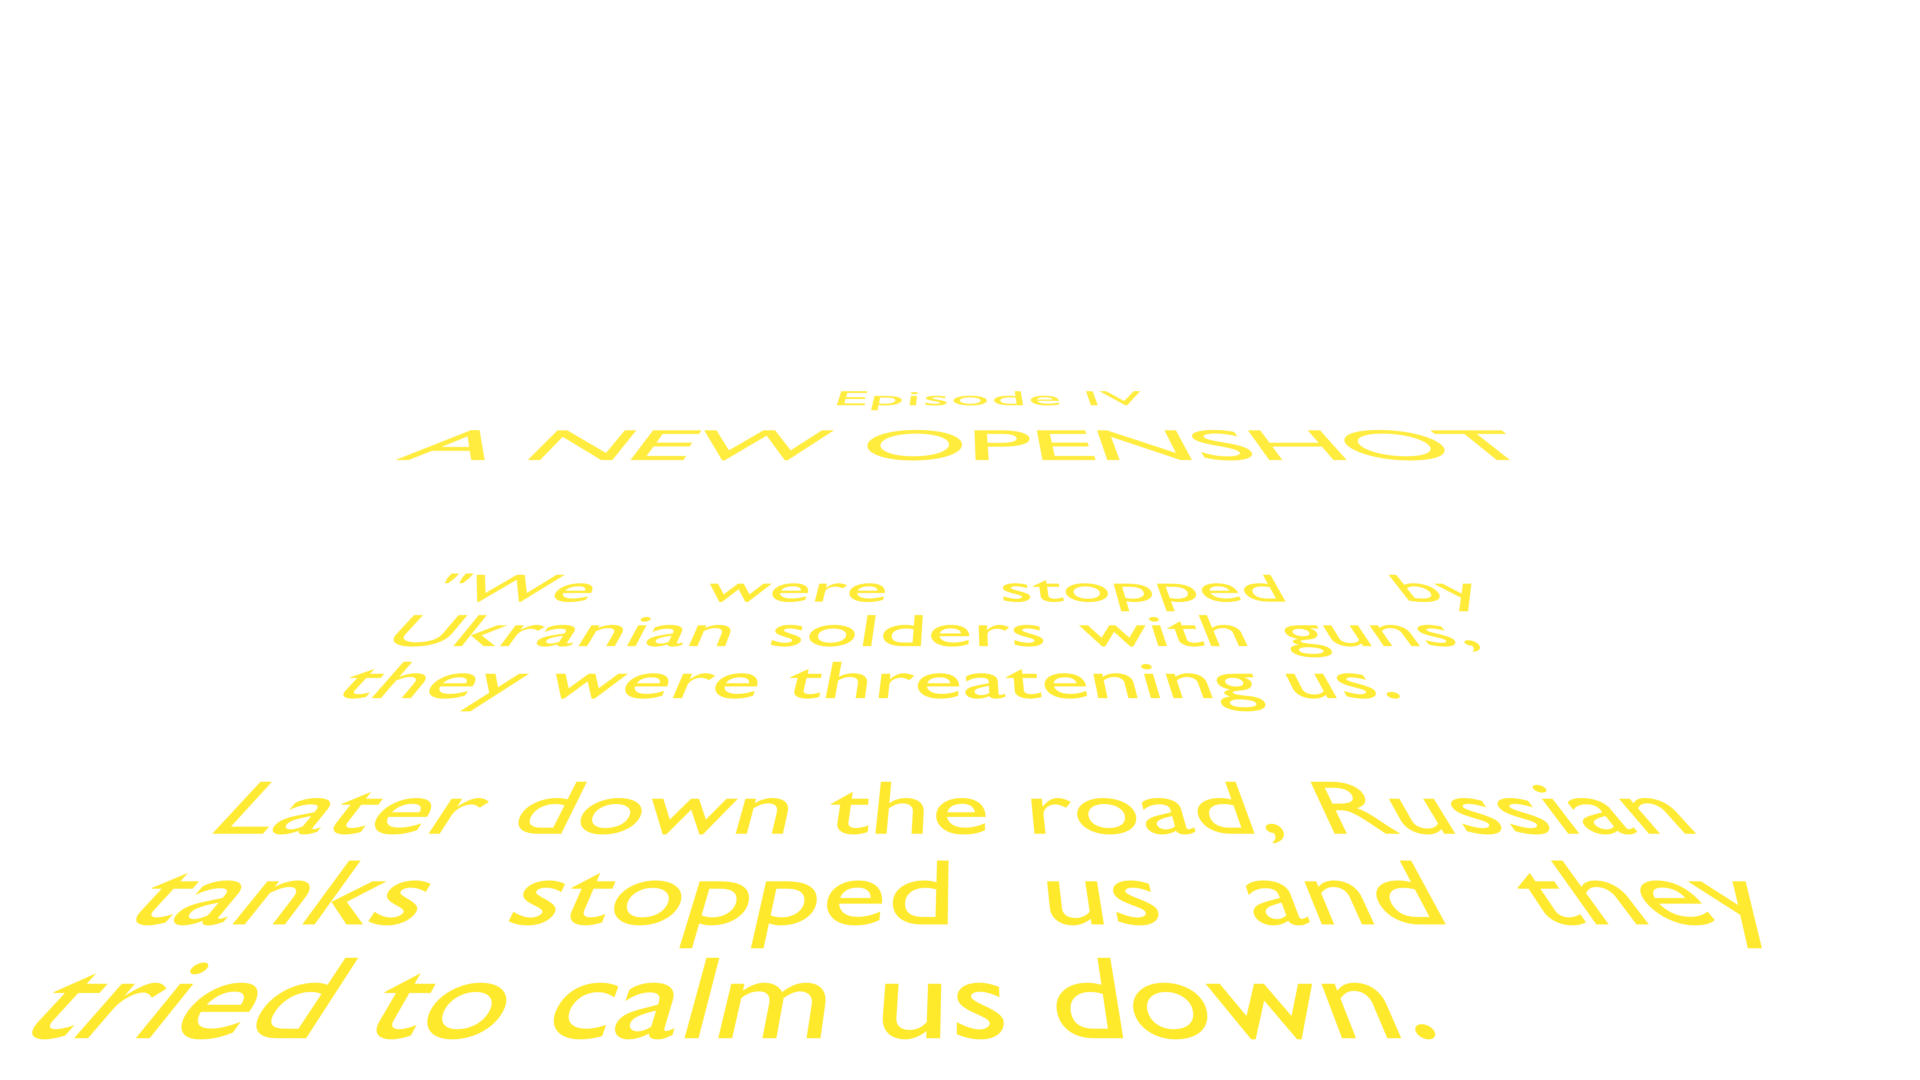 Episode IV
A NEW OPENSHOT
"We were stopped by
Ukranian solders with guns,
they were threatening us.
Later down the road, Russian
tanks stopped us and they
tried to calm us down.